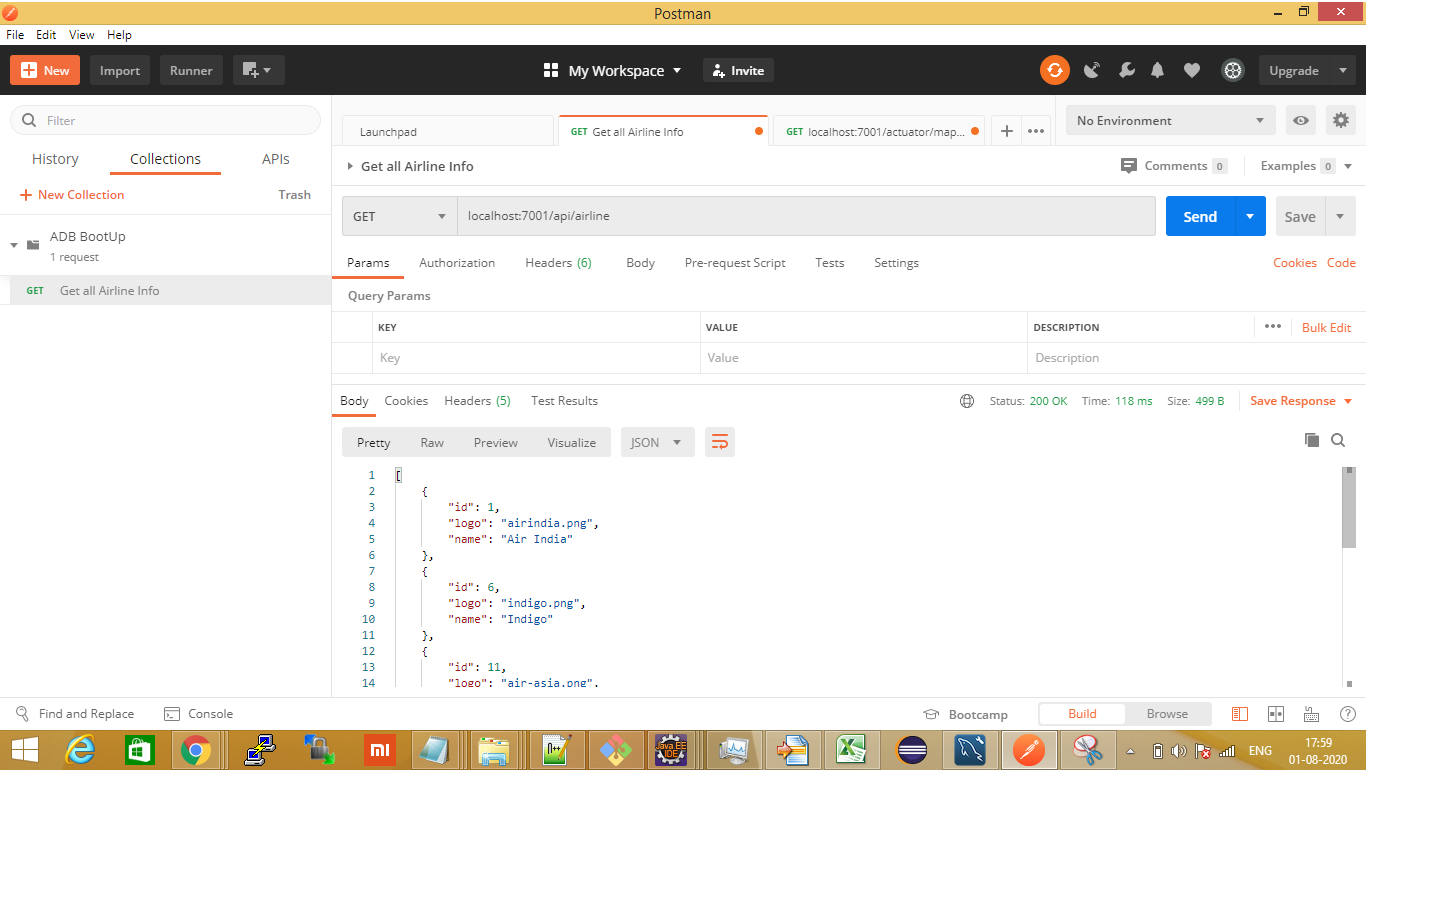 Postman
File Edit View Help
New Import Runner My Workspace Invite Upgrade
Filter
History Collections APIs
New Collection Trash
ADB BootUp
1 request
GET Get all Airline Info
Launchpad GET Get all Airline Info GET localhost:7001/actuator/map... No Environment
Get all Airline Info Comments 0 Examples 0
GET localhost:7001/api/airline Send Save
Params Authorization Headers (6) Body Pre-request Script Tests Settings Cookies Code
Query Params
KEY VALUE DESCRIPTION Bulk Edit
Key Value Description
Body Cookies Headers (5) Test Results Status: 200 OK Time: 118 ms Size: 499 B Save Response
Pretty Raw Preview Visualize JSON
1 [
2 {
3 "id": 1,
4 "logo": "airindia.png",
5 "name": "Air India"
6 },
7 {
8 "id": 6,
9 "logo": "indigo.png",
10 "name": "Indigo"
11 },
12 {
13 "id": 11,
14 "logo": "air-asia.png",
Find and Replace Console Bootcamp Build Browse
mi Java EE IDE ENG 17:59
01-08-2020